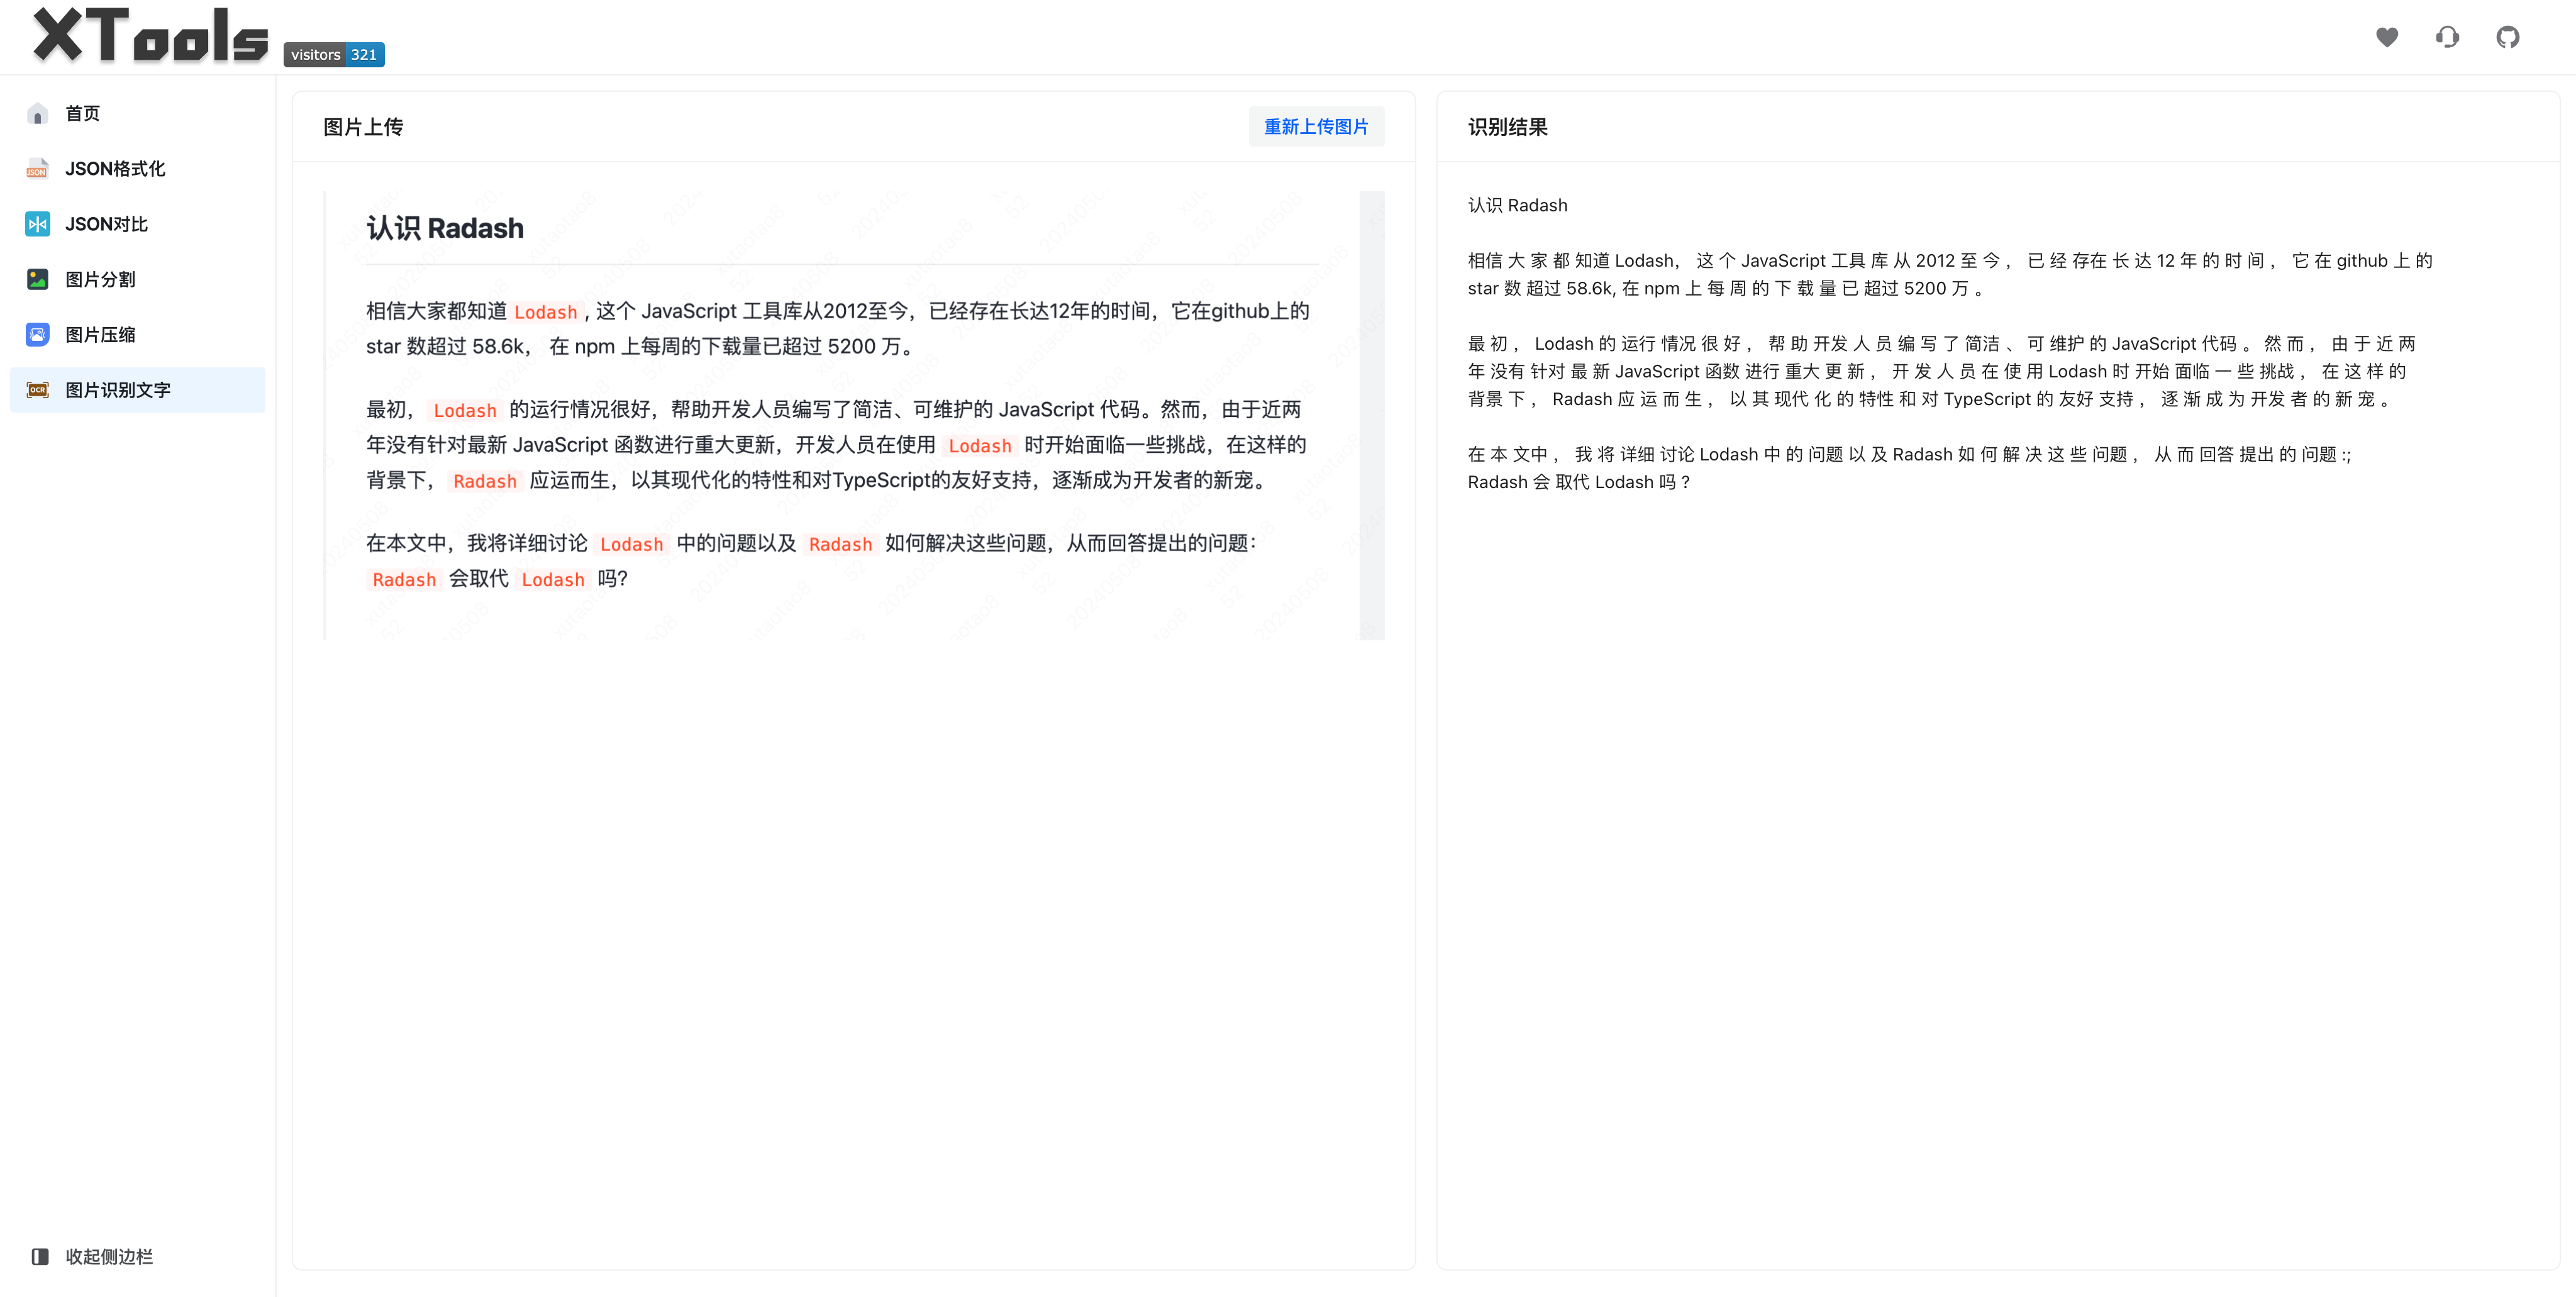 XTools
visitors 321
首页
JSON格式化
JSON对比
图片分割
图片压缩
OCR 图片识别文字
收起侧边栏
图片上传
重新上传图片
认识 Radash
相信大家都知道 Lodash , 这个 JavaScript 工具库从2012至今，已经存在长达12年的时间，它在github上的
star 数超过 58.6k， 在 npm 上每周的下载量已超过 5200 万。
最初， Lodash 的运行情况很好，帮助开发人员编写了简洁、可维护的 JavaScript 代码。然而，由于近两
年没有针对最新 JavaScript 函数进行重大更新，开发人员在使用 Lodash 时开始面临一些挑战，在这样的
背景下， Radash 应运而生，以其现代化的特性和对TypeScript的友好支持，逐渐成为开发者的新宠。
在本文中，我将详细讨论 Lodash 中的问题以及 Radash 如何解决这些问题，从而回答提出的问题：
Radash 会取代 Lodash 吗？
识别结果
认识 Radash
相信 大 家 都 知道 Lodash， 这 个 JavaScript 工具 库 从 2012 至 今 ， 已 经 存在 长 达 12 年 的 时 间 ， 它 在 github 上 的
star 数 超过 58.6k, 在 npm 上 每 周 的 下 载 量 已 超过 5200 万 。
最 初 ， Lodash 的 运行 情况 很 好 ， 帮 助 开发 人 员 编 写 了 简洁 、 可 维护 的 JavaScript 代码 。 然 而 ， 由 于 近 两
年 没有 针对 最 新 JavaScript 函数 进行 重大 更 新 ， 开 发 人 员 在 使 用 Lodash 时 开始 面临 一 些 挑战 ， 在 这 样 的
背景 下 ， Radash 应 运 而 生 ， 以 其 现代 化 的 特性 和 对 TypeScript 的 友好 支持 ， 逐 渐 成 为 开发 者 的 新 宠 。
在 本 文中 ， 我 将 详细 讨论 Lodash 中 的 问题 以 及 Radash 如 何 解 决 这 些 问题 ， 从 而 回答 提出 的 问题 :;
Radash 会 取代 Lodash 吗 ?